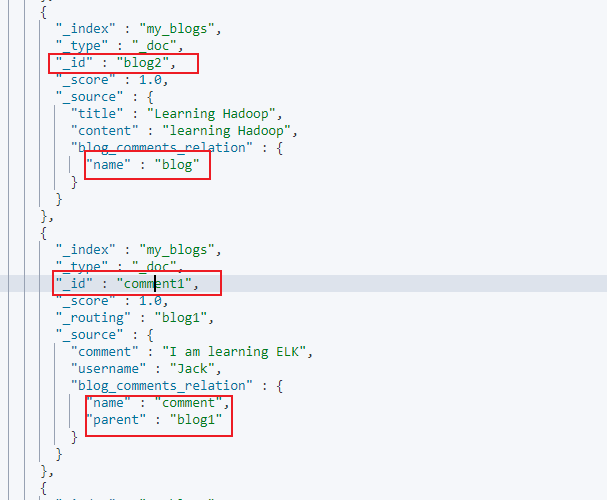 {
"_index" : "my_blogs",
"_type" : "_doc",
"_id" : "blog2",
"_score" : 1.0,
"_source" : {
"title" : "Learning Hadoop",
"content" : "learning Hadoop",
"blog_comments_relation" : {
"name" : "blog"
}
}
},
{
"_index" : "my_blogs",
"_type" : "_doc",
"_id" : "comment1",
"_score" : 1.0,
"_routing" : "blog1",
"_source" : {
"comment" : "I am learning ELK",
"username" : "Jack",
"blog_comments_relation" : {
"name" : "comment",
"parent" : "blog1"
}
}
},
{